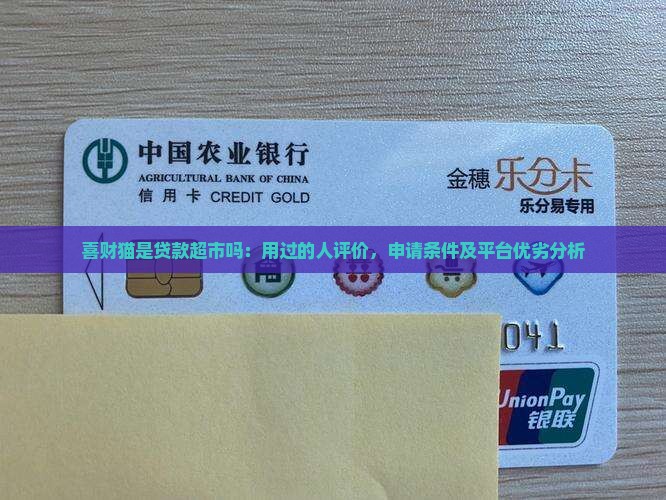 中国农业银行
AGRICULTURAL BANK OF CHINA
信用卡 CREDIT GOLD
金穗 乐分卡
乐分易专用
喜财猫是贷款超市吗:用过的人评价,申请条件及平台优劣分析
041
UnionPay
银联